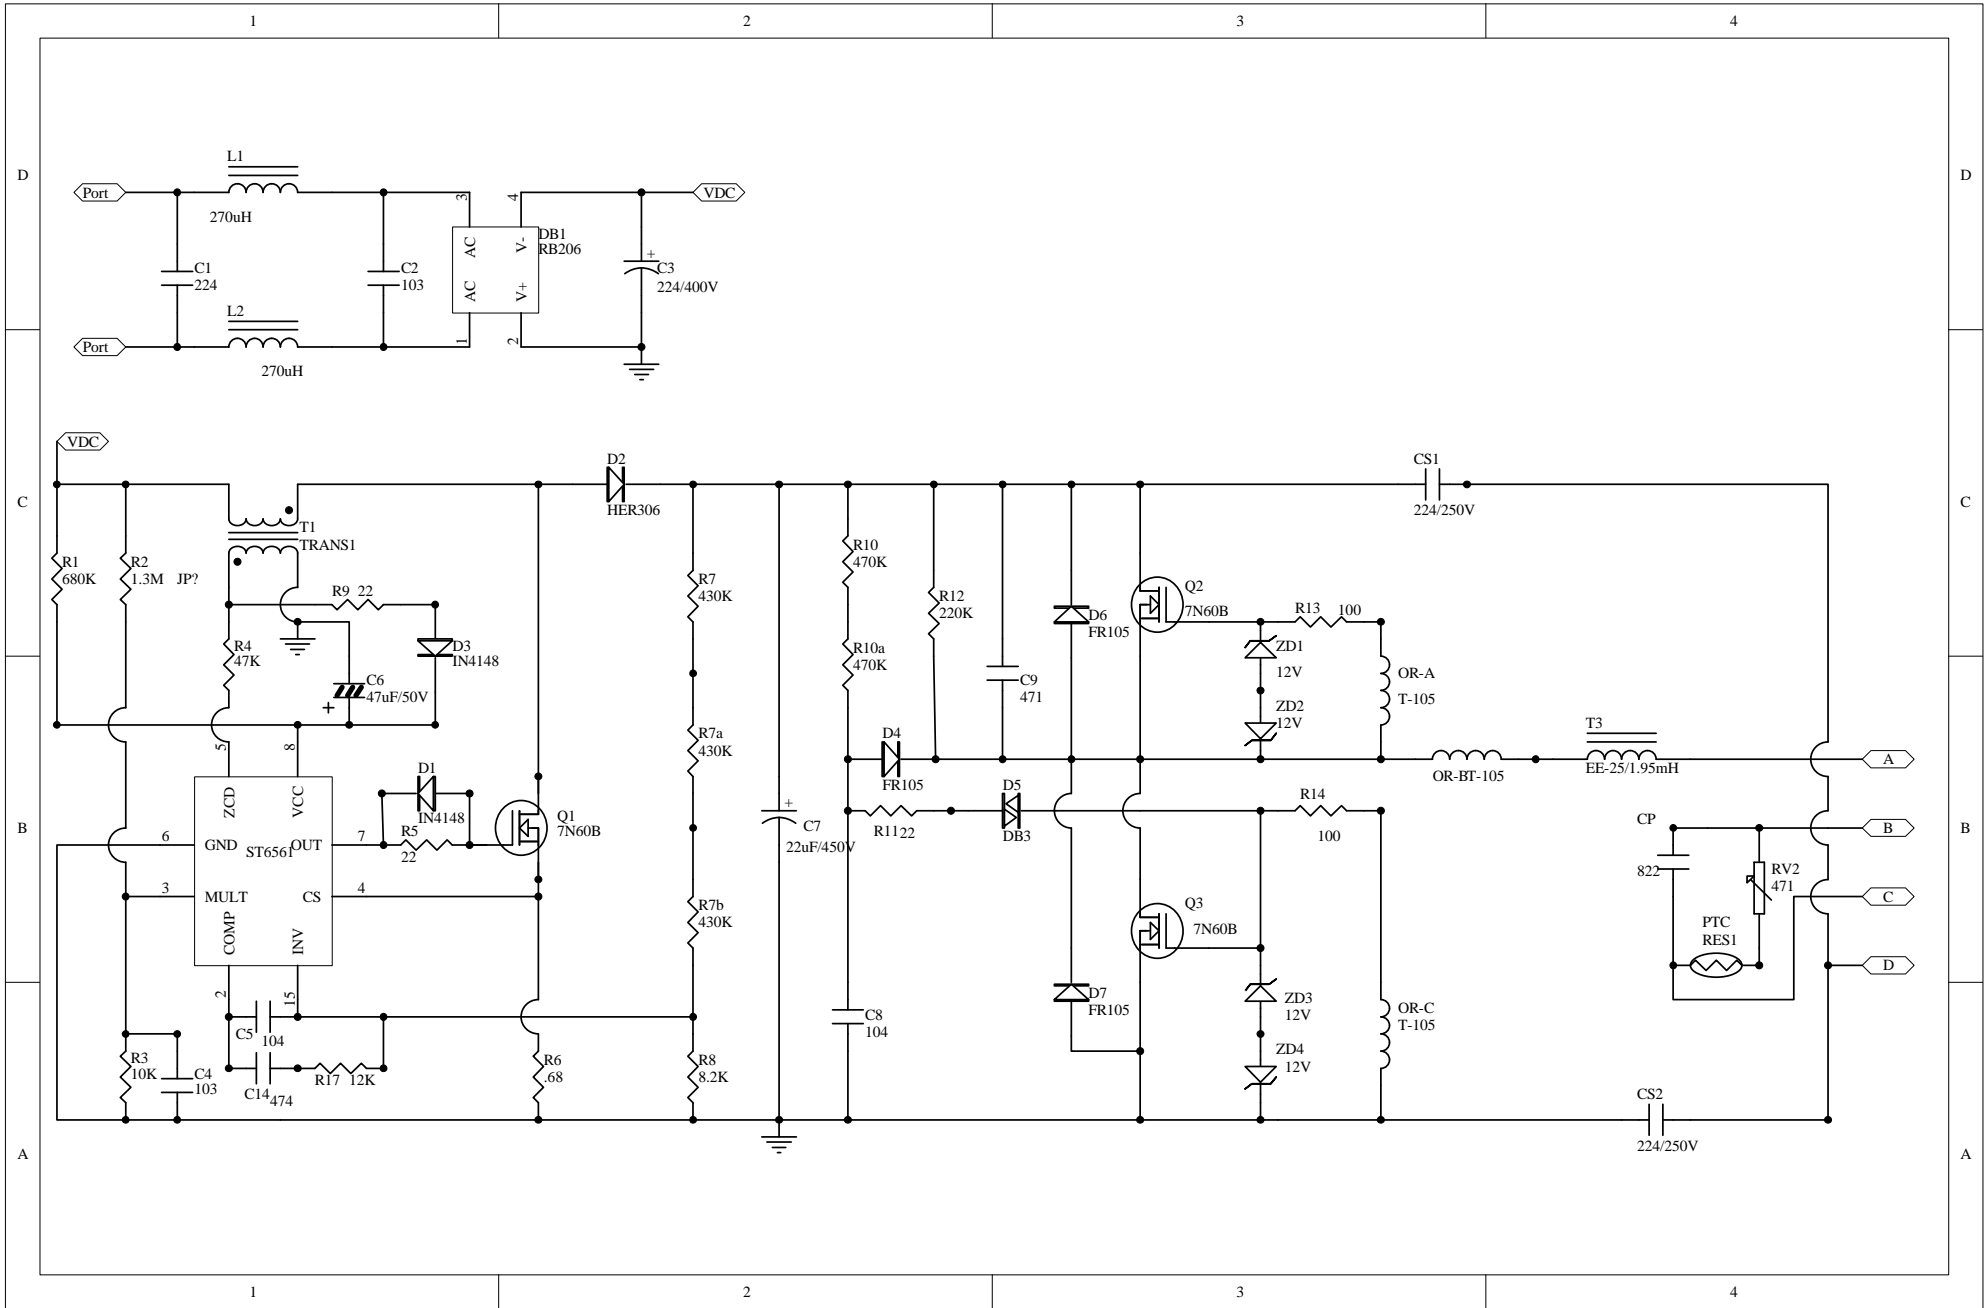 1 2 3 4
D D
L1
Port
270uH
C1
224
C2
103
L2
Port
270uH
3 4
AC V-
AC V+
1 2
DB1
RB206
VDC
+
C3
224/400V
C C
VDC
R1
680K
R2
1.3M JP?
T1
TRANS1
R9 22
R4
47K
D3
IN4148
C6
47uF/50V
+
D2
HER306
R7
430K
R7a
430K
R7b
430K
R8
8.2K
R10
470K
R10a
470K
R12
220K
C9
471
D6
FR105
Q2
7N60B
R13 100
ZD1
12V
ZD2
12V
OR-A
T-105
CS1
224/250V
T3
EE-25/1.95mH
OR-BT-105
A
B B
5 8
ZCD VCC
6 GND ST6561 OUT 7
3 MULT CS 4
COMP INV
2 15
D1
IN4148
R5
22
Q1
7N60B
+
C7
22uF/450V
D4
FR105
R1122
D5
DB3
R14
100
Q3
7N60B
D7
FR105
ZD3
12V
ZD4
12V
OR-C
T-105
CP
822
RV2
471
PTC
RES1
B
C
D
C5
104
C14 474
R17 12K
R3
10K
C4
103
R6
.68
C8
104
CS2
224/250V
A A
1 2 3 4